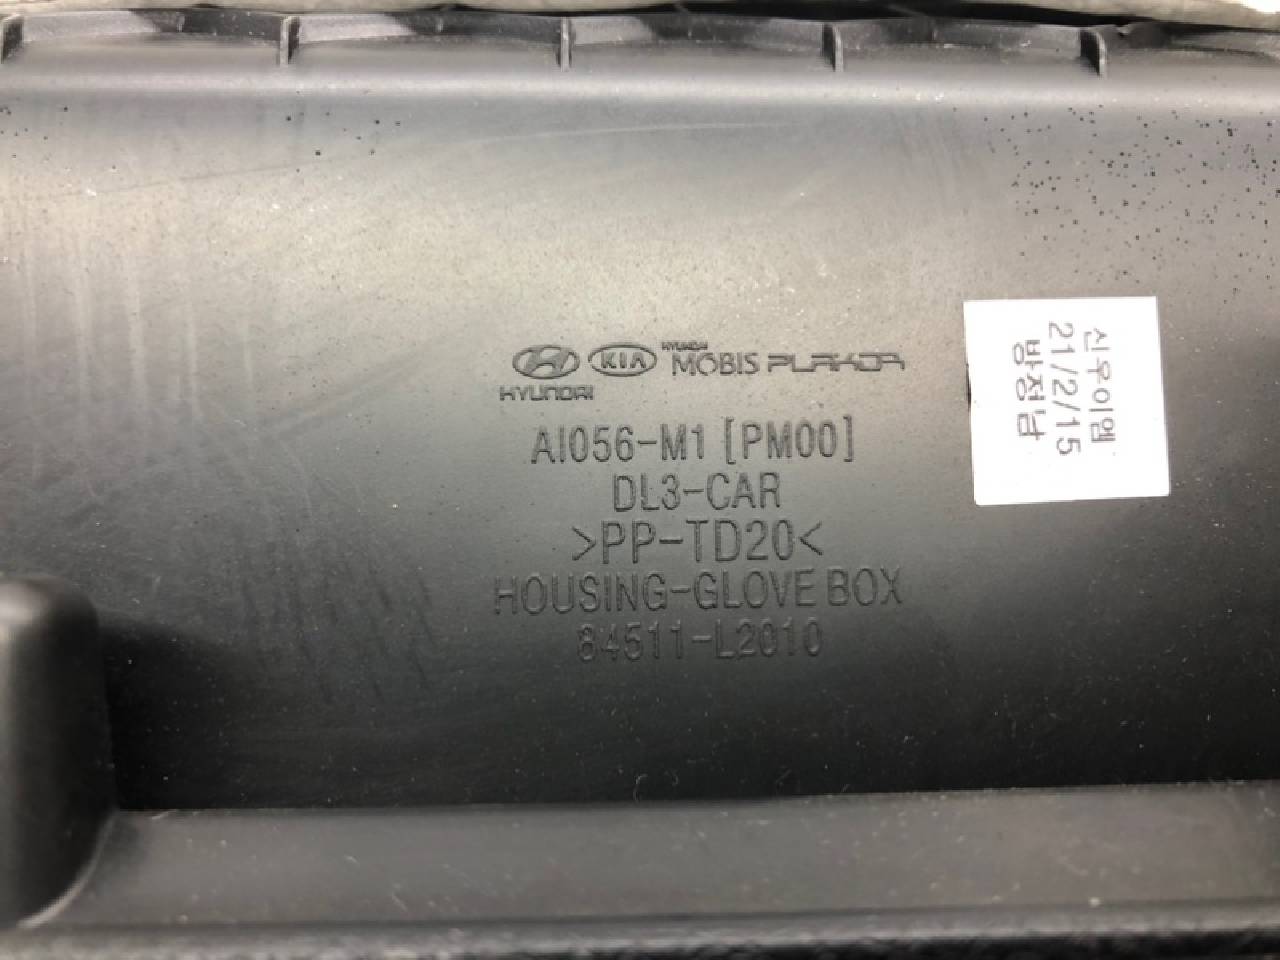 HYUNDAI KIA HYUNDAI MOBIS PLAKOR
AI056-M1 [PM00]
DL3-CAR
>PP-TD20<
HOUSING-GLOVE BOX
84511-L2010
신우이엠
21/2/15
방정남